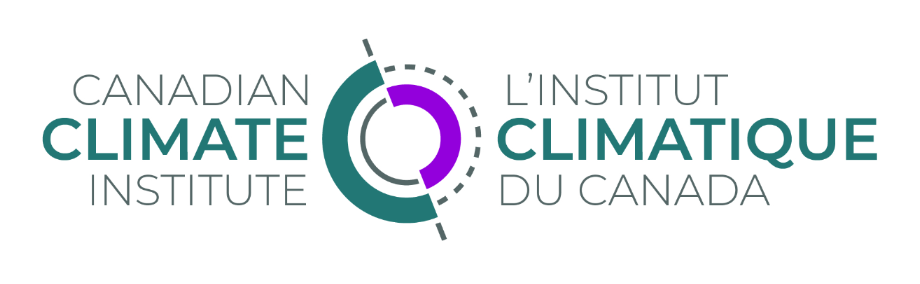 CANADIAN
CLIMATE
INSTITUTE
L'INSTITUT
CLIMATIQUE
DU CANADA